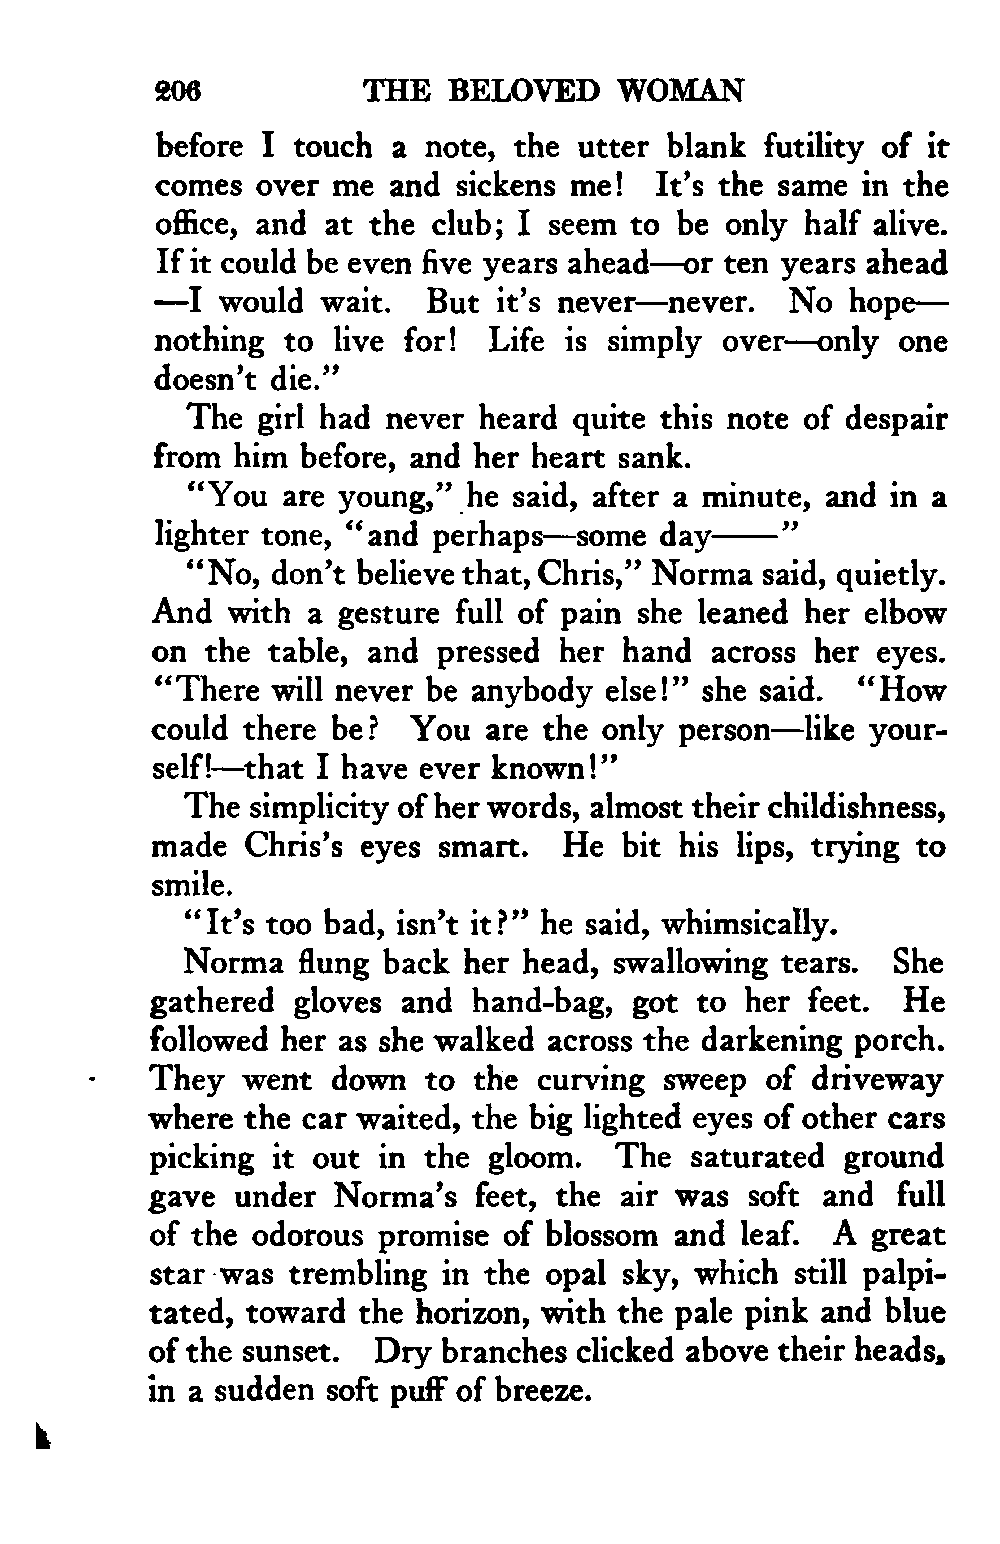 206 THE BELOVED WOMAN
before I touch a note, the utter blank futility of it
comes over me and sickens me! It's the same in the
office, and at the club; I seem to be only half alive.
If it could be even five years ahead—or ten years ahead
—I would wait. But it's never—never. No hope—
nothing to live for! Life is simply over—only one
doesn't die."
The girl had never heard quite this note of despair
from him before, and her heart sank.
"You are young," he said, after a minute, and in a
lighter tone, "and perhaps—some day——"
"No, don't believe that, Chris," Norma said, quietly.
And with a gesture full of pain she leaned her elbow
on the table, and pressed her hand across her eyes.
"There will never be anybody else!" she said. "How
could there be? You are the only person—like your-
self!—that I have ever known!"
The simplicity of her words, almost their childishness,
made Chris's eyes smart. He bit his lips, trying to
smile.
"It's too bad, isn't it?" he said, whimsically.
Norma flung back her head, swallowing tears. She
gathered gloves and hand-bag, got to her feet. He
followed her as she walked across the darkening porch.
They went down to the curving sweep of driveway
where the car waited, the big lighted eyes of other cars
picking it out in the gloom. The saturated ground
gave under Norma's feet, the air was soft and full
of the odorous promise of blossom and leaf. A great
star was trembling in the opal sky, which still palpi-
tated, toward the horizon, with the pale pink and blue
of the sunset. Dry branches clicked above their heads,
in a sudden soft puff of breeze.